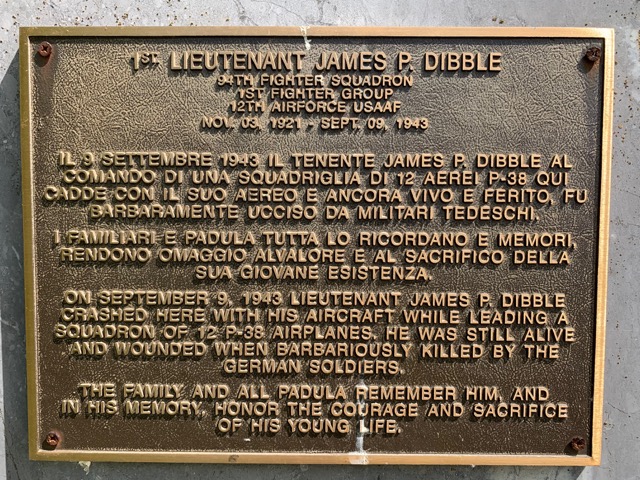 1ST. LIEUTENANT JAMES P. DIBBLE
94TH FIGHTER SQUADRON
1ST FIGHTER GROUP
12TH AIRFORCE USAAF
NOV. 03, 1921 - SEPT. 09, 1943
IL 9 SETTEMBRE 1943 IL TENENTE JAMES P. DIBBLE AL
COMANDO DI UNA SQUADRIGLIA DI 12 AEREI P-38 QUI
CADDE CON IL SUO AEREO E ANCORA VIVO E FERITO, FU
BARBARAMENTE UCCISO DA MILITARI TEDESCHI.
I FAMILIARI E PADULA TUTTA LO RICORDANO E MEMORI,
RENDONO OMAGGIO ALVALORE E AL SACRIFICO DELLA
SUA GIOVANE ESISTENZA.
ON SEPTEMBER 9, 1943 LIEUTENANT JAMES P. DIBBLE
CRASHED HERE WITH HIS AIRCRAFT WHILE LEADING A
SQUADRON OF 12 P-38 AIRPLANES. HE WAS STILL ALIVE
AND WOUNDED WHEN BARBARIOUSLY KILLED BY THE
GERMAN SOLDIERS.
THE FAMILY AND ALL PADULA REMEMBER HIM, AND
IN HIS MEMORY, HONOR THE COURAGE AND SACRIFICE
OF HIS YOUNG LIFE.